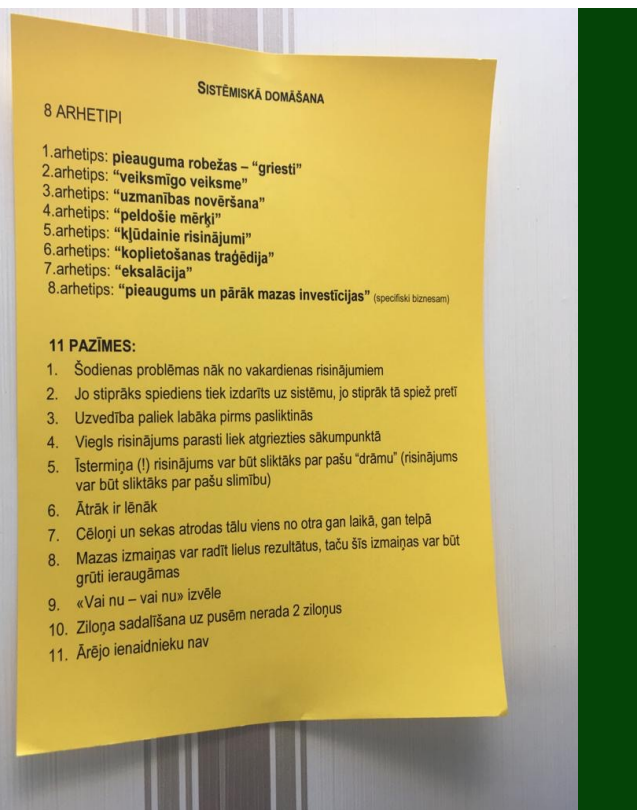 SISTĒMISKĀ DOMĀŠANA
8 ARHETIPI
1.arhetips: pieauguma robežas – “griesti”
2.arhetips: “veiksmīgo veiksme”
3.arhetips: “uzmanības novēršana”
4.arhetips: “peldošie mērķi”
5.arhetips: “kļūdainie risinājumi”
6.arhetips: “koplietošanas traģēdija”
7.arhetips: “eksalācija”
8.arhetips: “pieaugums un pārāk mazas investīcijas” (specifiski biznesam)
11 PAZĪMES:
1. Šodienas problēmas nāk no vakardienas risinājumiem
2. Jo stiprāks spiediens tiek izdarīts uz sistēmu, jo stiprāk tā spiež pretī
3. Uzvedība paliek labāka pirms pasliktinās
4. Viegls risinājums parasti liek atgriezties sākumpunktā
5. Īstermiņa (!) risinājums var būt sliktāks par pašu “drāmu” (risinājums
var būt sliktāks par pašu slimību)
6. Ātrāk ir lēnāk
7. Cēloņi un sekas atrodas tālu viens no otra gan laikā, gan telpā
8. Mazas izmaiņas var radīt lielus rezultātus, taču šīs izmaiņas var būt
grūti ieraugāmas
9. «Vai nu – vai nu» izvēle
10. Ziloņa sadalīšana uz pusēm nerada 2 ziloņus
11. Ārējo ienaidnieku nav